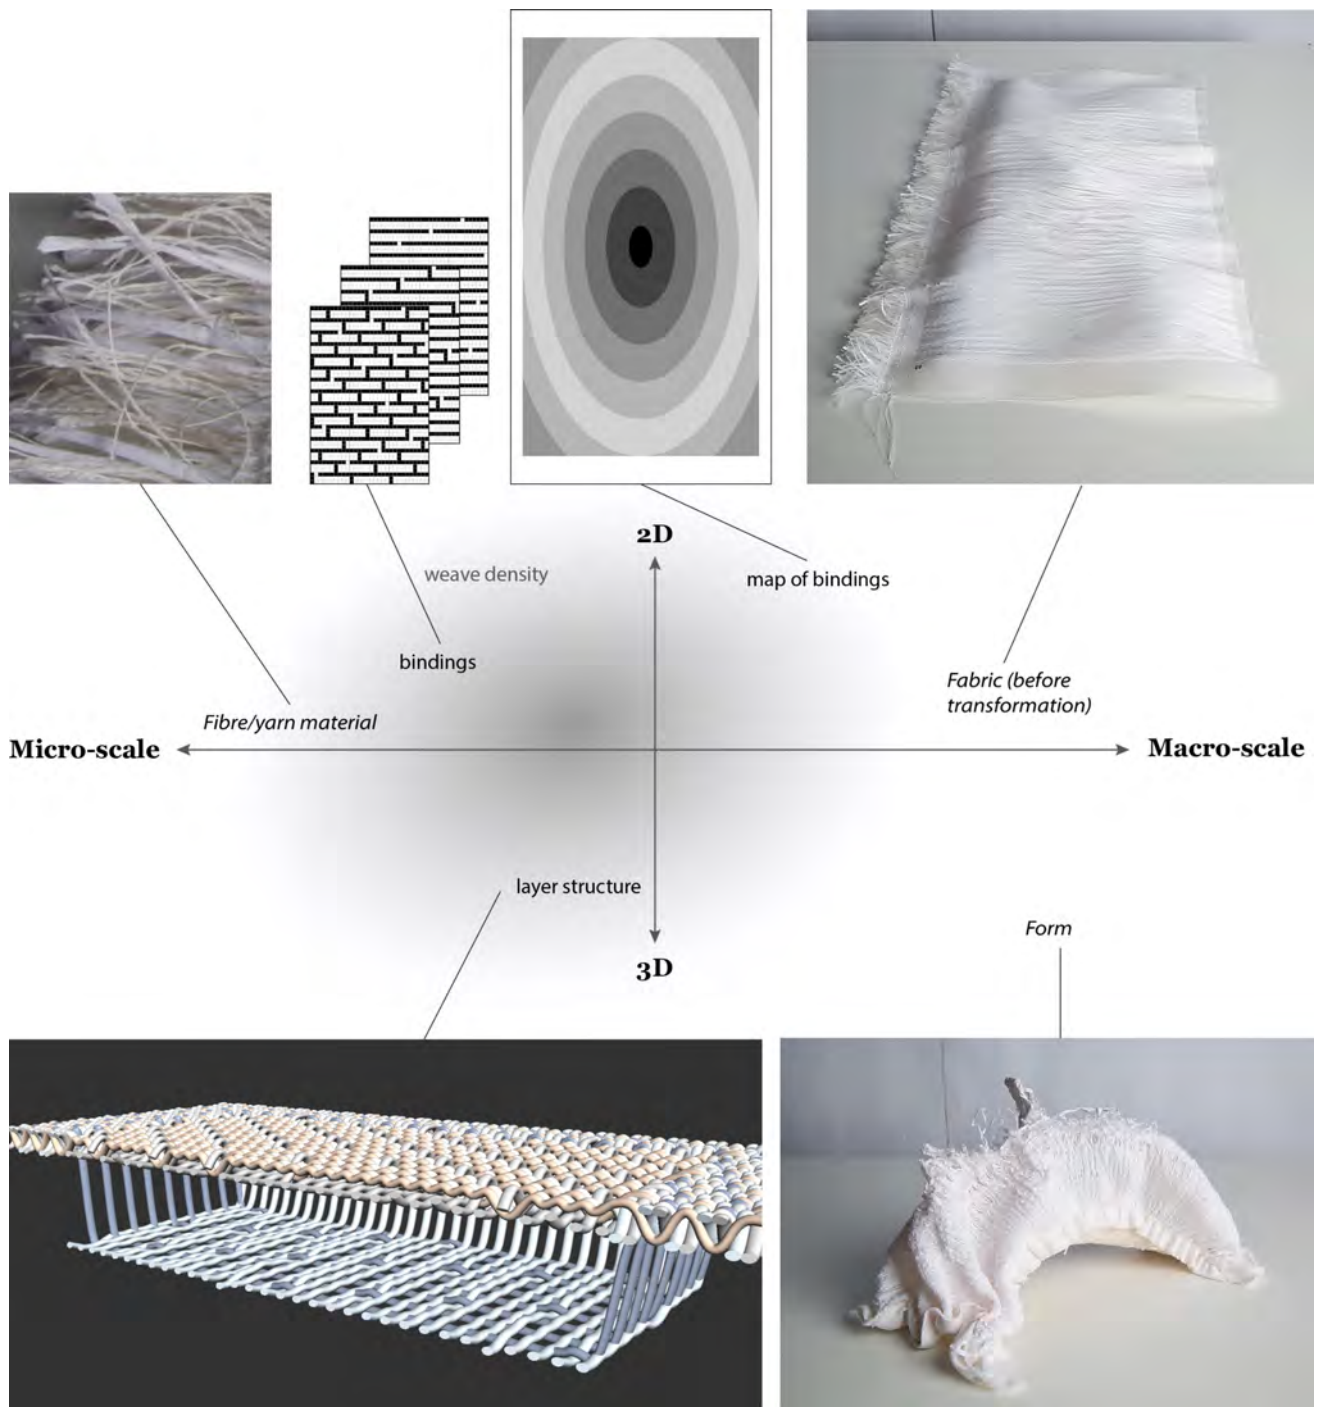 2D
weave density
map of bindings
bindings
Fabric (before
transformation)
Fibre/yarn material
Micro-scale
Macro-scale
layer structure
Form
3D